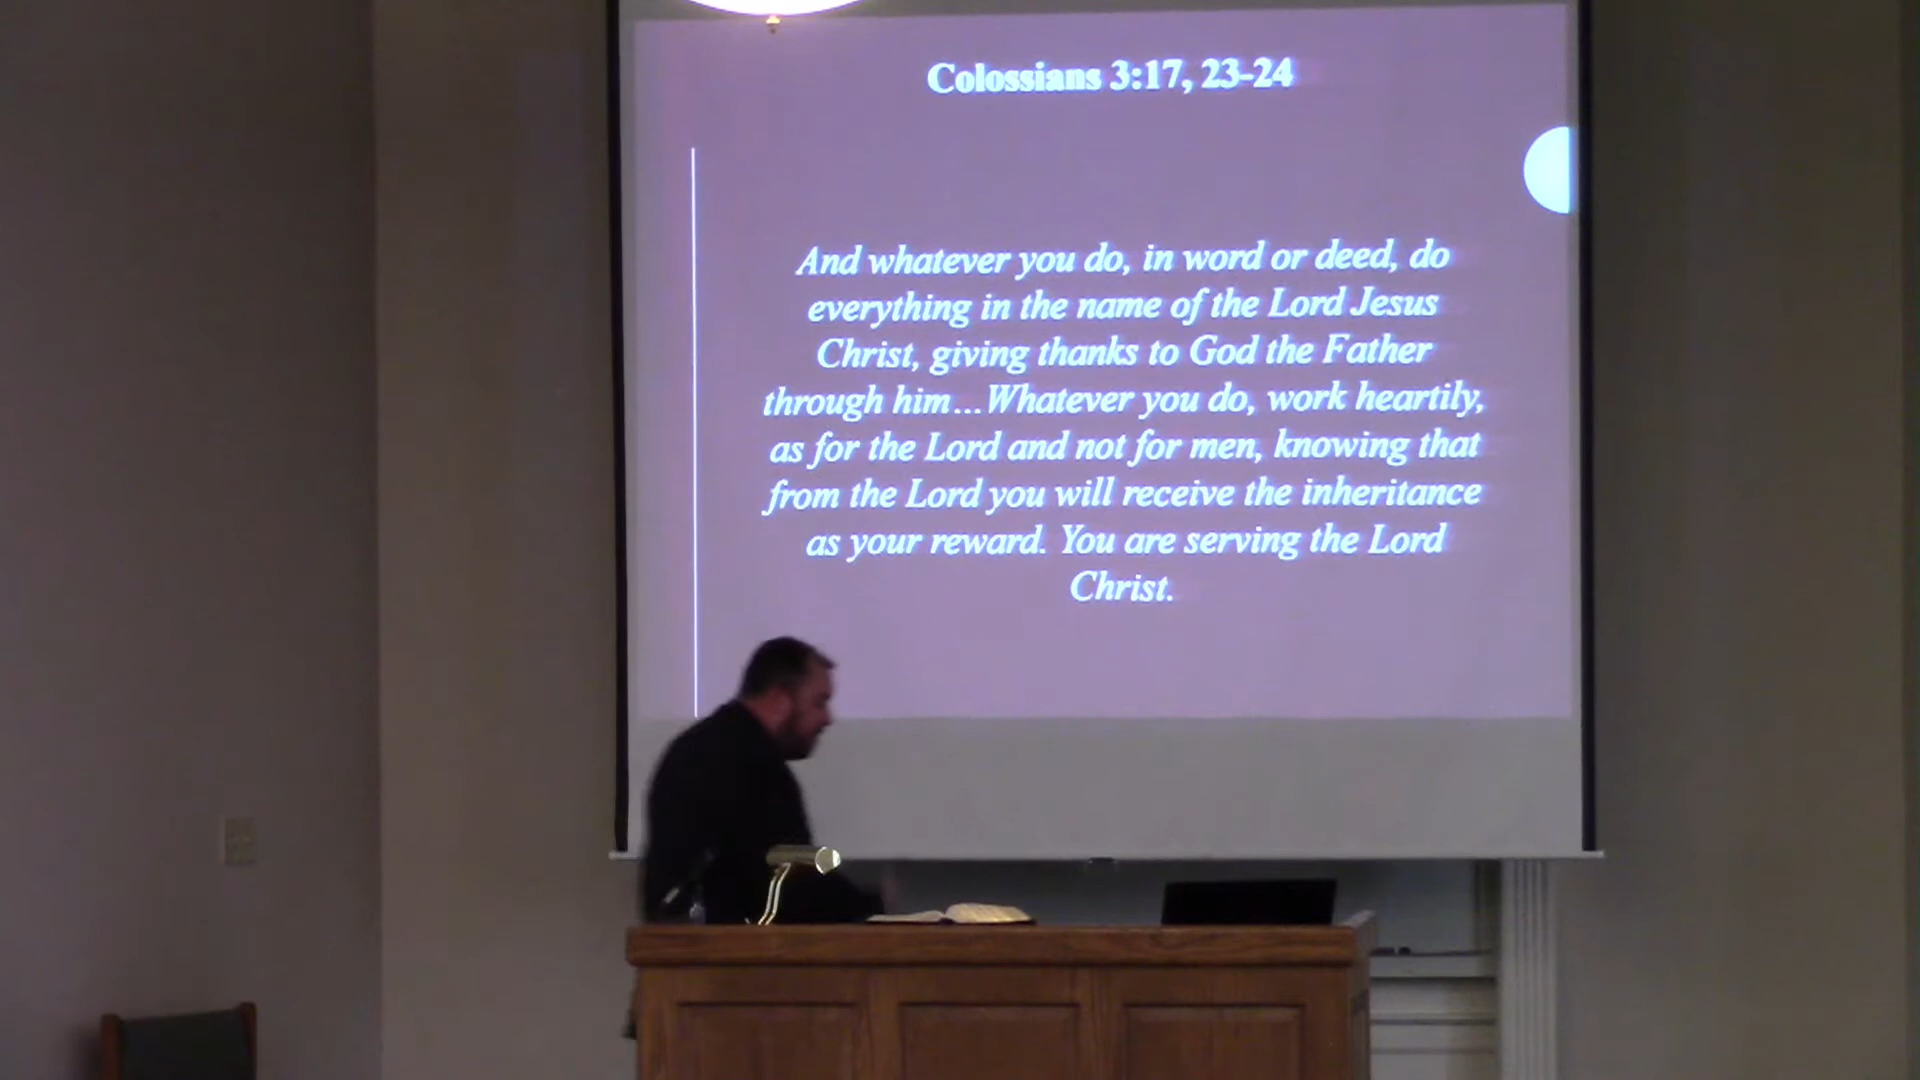 Colossians 3:17, 23-24
And whatever you do, in word or deed, do
everything in the name of the Lord Jesus
Christ, giving thanks to God the Father
through him…Whatever you do, work heartily,
as for the Lord and not for men, knowing that
from the Lord you will receive the inheritance
as your reward. You are serving the Lord
Christ.